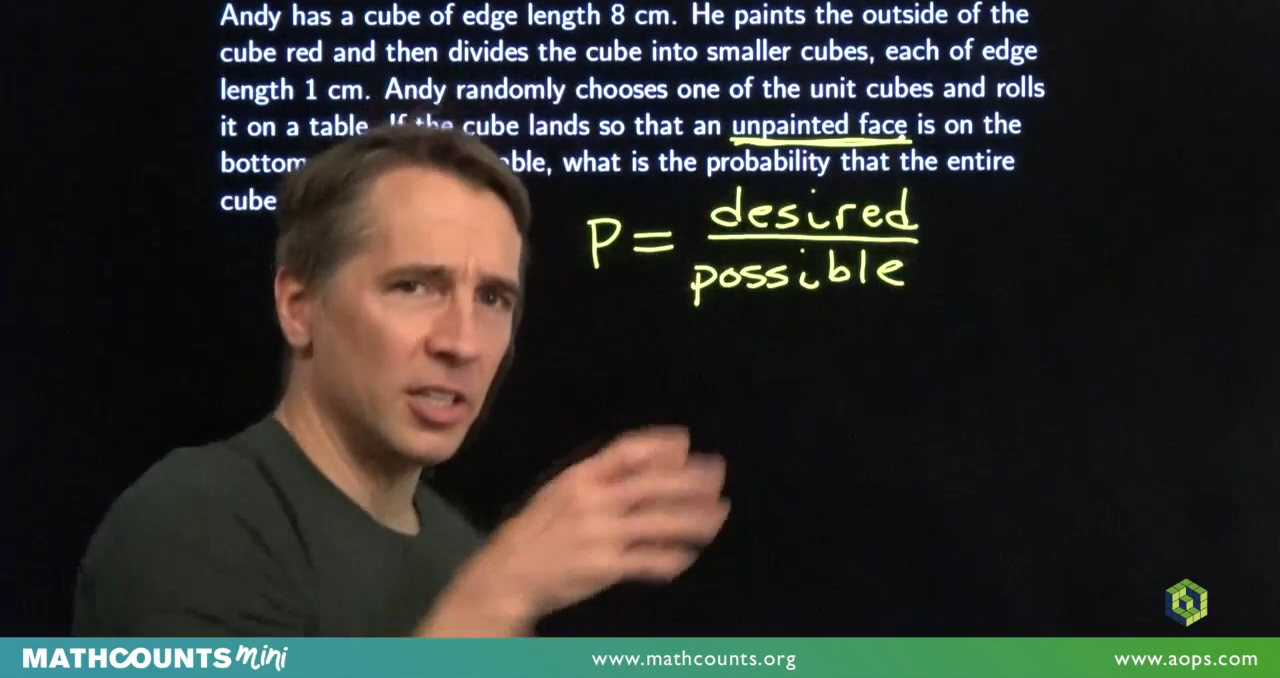 Andy has a cube of edge length 8 cm. He paints the outside of the
cube red and then divides the cube into smaller cubes, each of edge
length 1 cm. Andy randomly chooses one of the unit cubes and rolls
it on a table. If the cube lands so that an unpainted face is on the
bottom, what is the probability that the entire
cube
P = desired
possible
MATHCOUNTS mini
www.mathcounts.org
www.aops.com